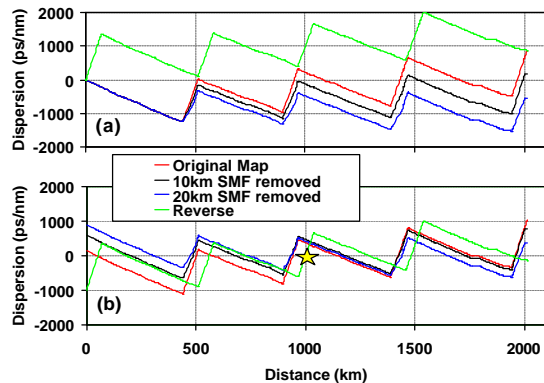 Dispersion (ps/nm)
2000
1000
0
-1000
-2000
(a)
Original Map
10km SMF removed
20km SMF removed
Reverse
Dispersion (ps/nm)
2000
1000
0
-1000
-2000
(b)
0 500 1000 1500 2000
Distance (km)